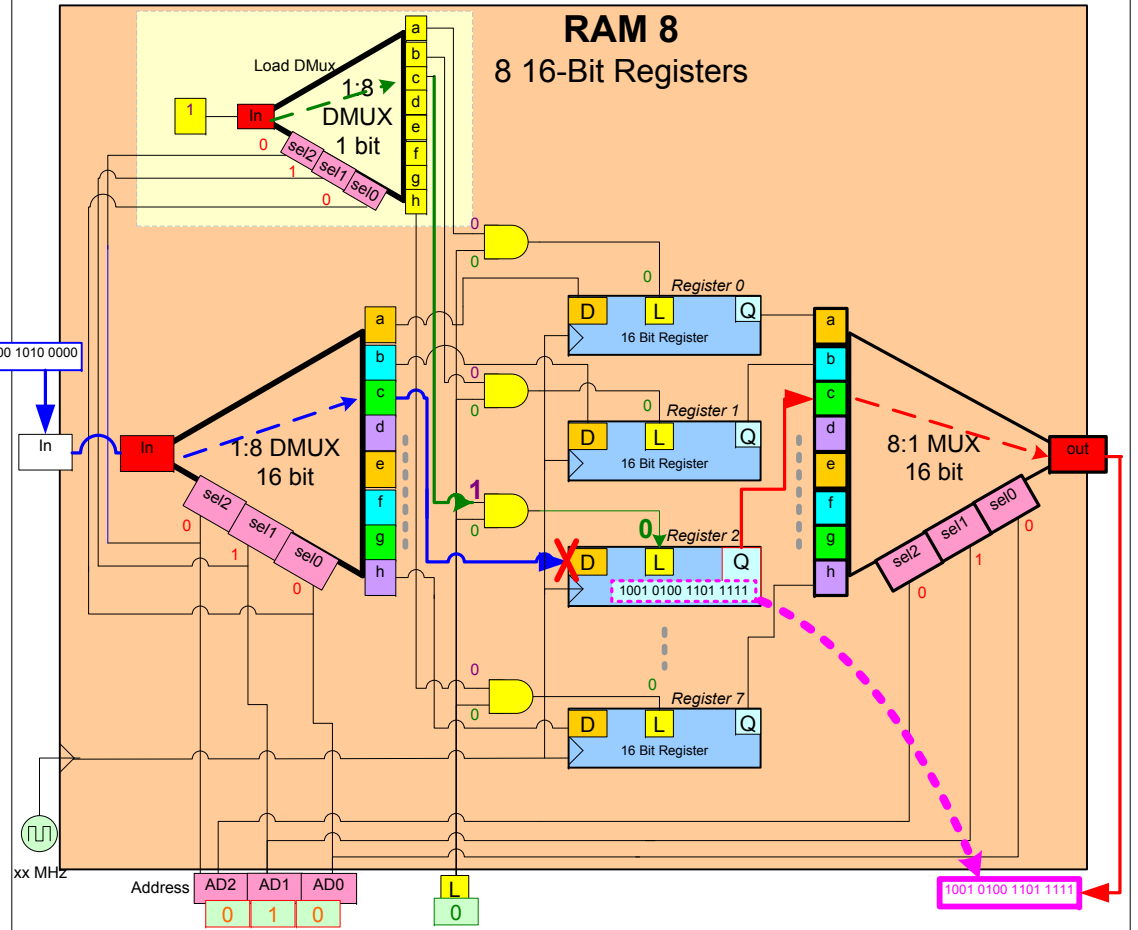 RAM 8
8 16-Bit Registers
Load DMux
1
In
1:8
DMUX
1 bit
a
b
c
d
e
f
g
h
0
sel2
1
sel1
0
sel0
0
0
0
Register 0
D
L
Q
16 Bit Register
00 1010 0000
In
In
1:8 DMUX
16 bit
a
b
c
d
e
f
g
h
sel2
sel1
sel0
0
1
0
0
0
0
Register 1
D
L
Q
16 Bit Register
1
0
0
Register 2
D
L
Q
1001 0100 1101 1111
0
0
0
Register 7
D
L
Q
16 Bit Register
a
b
c
d
e
f
g
h
8:1 MUX
16 bit
out
sel0
sel1
sel2
0
1
0
xx MHz
Address
AD2
AD1
AD0
0
1
0
L
0
1001 0100 1101 1111